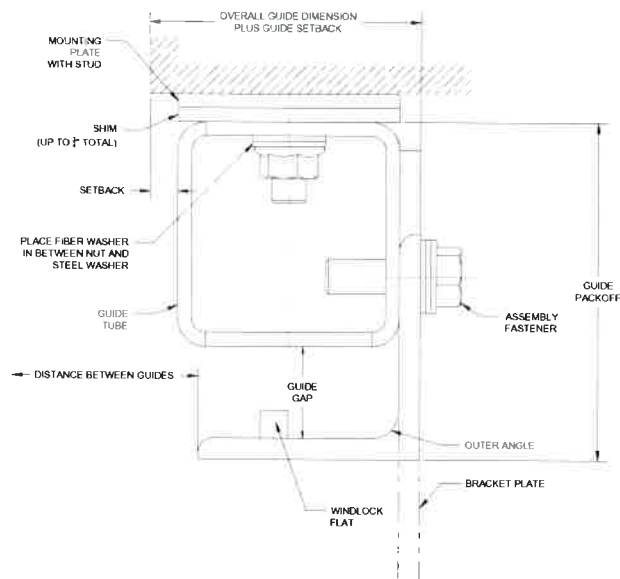 OVERALL GUIDE DIMENSION
PLUS GUIDE SETBACK
MOUNTING
PLATE
WITH STUD
SHIM
(UP TO TOTAL)
SETBACK
PLACE FIBER WASHER
IN BETWEEN NUT AND
STEEL WASHER
GUIDE
PACKOFF
GUIDE
TUBE
ASSEMBLY
FASTENER
DISTANCE BETWEEN GUIDES
GUIDE
GAP
OUTER ANGLE
BRACKET PLATE
WINDLOCK
FLAT